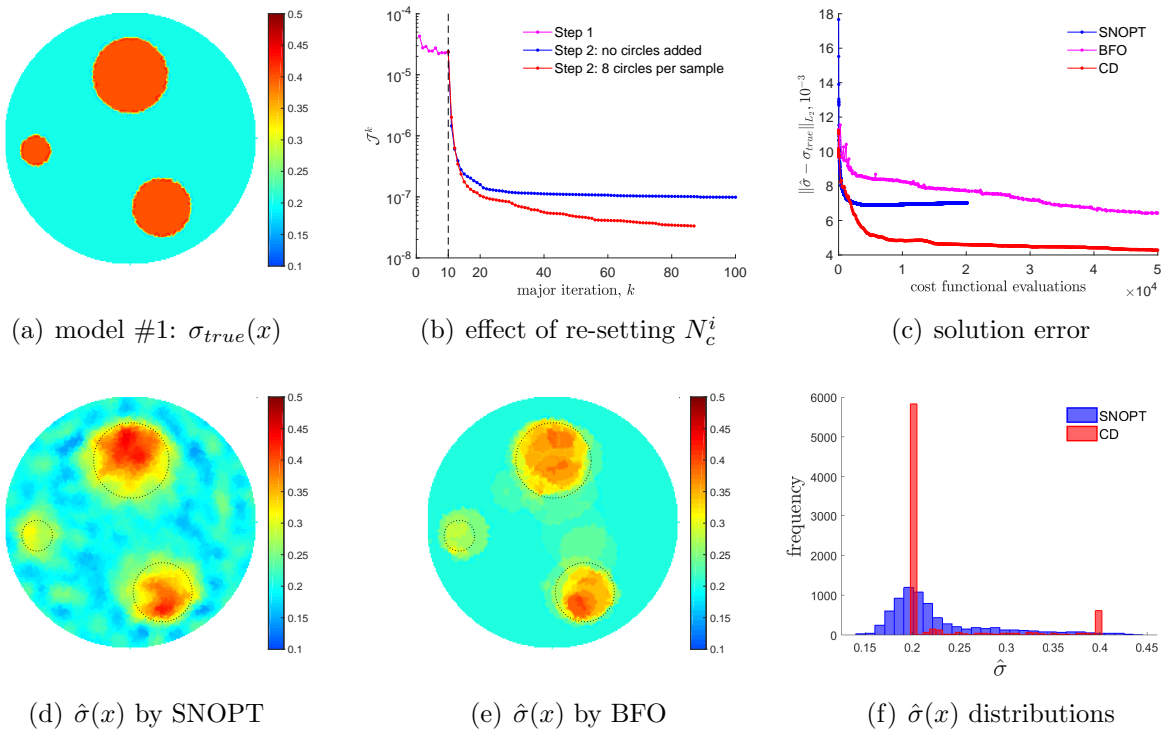 0.5
0.45
0.4
0.35
0.3
0.25
0.2
0.15
0.1
(a) model #1: σ_true(x)
10^-4
10^-5
10^-6
10^-7
10^-8
0 20 40 60 80 100
J^k
major iteration, k
Step 1
Step 2: no circles added
Step 2: 8 circles per sample
(b) effect of re-setting N_c^i
18
16
14
12
10
8
6
4
0 1 2 3 4 5
×10^4
‖σ̂ − σ_true‖_L2, 10^-3
cost functional evaluations
SNOPT
BFO
CD
(c) solution error
0.5
0.45
0.4
0.35
0.3
0.25
0.2
0.15
0.1
(d) σ̂(x) by SNOPT
0.5
0.45
0.4
0.35
0.3
0.25
0.2
0.15
0.1
(e) σ̂(x) by BFO
6000
5000
4000
3000
2000
1000
0
0.15 0.2 0.25 0.3 0.35 0.4 0.45
frequency
σ̂
SNOPT
CD
(f) σ̂(x) distributions